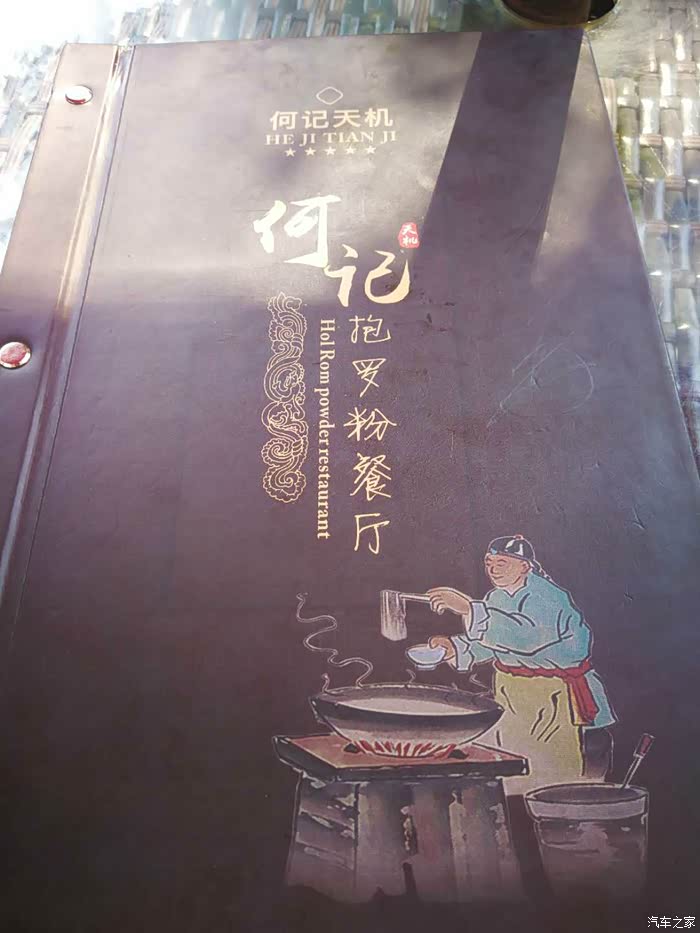 何记天机
HE JI TIAN JI
何记
天机
抱罗粉餐厅
Hol Rom powder restaurant
汽车之家